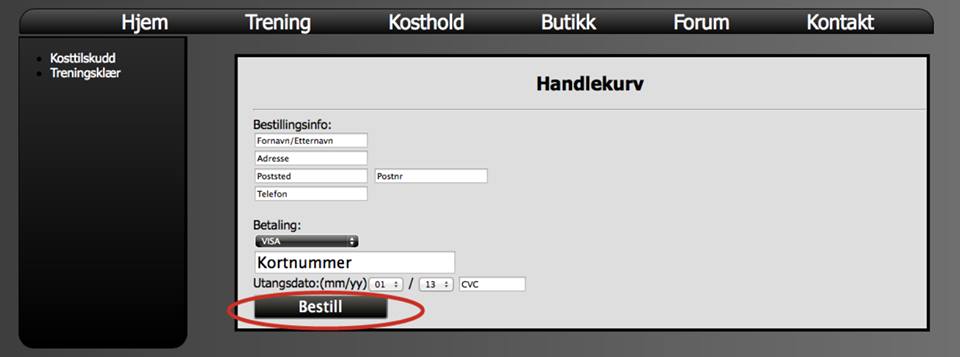 Hjem Trening Kosthold Butikk Forum Kontakt
Kosttilskudd
Treningsklær
Handlekurv
Bestillingsinfo:
Fornavn/Etternavn
Adresse
Poststed Postnr
Telefon
Betaling:
VISA
Kortnummer
Utangsdato:(mm/yy) 01 / 13 CVC
Bestill